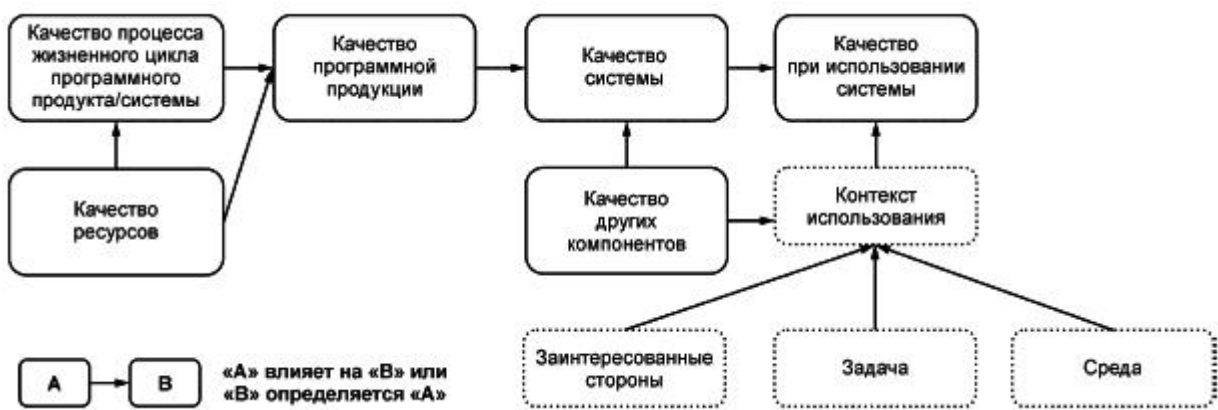 Качество процесса
жизненного цикла
программного
продукта/системы
Качество
программной
продукции
Качество
системы
Качество
при использовании
системы
Качество
ресурсов
Качество
других
компонентов
Контекст
использования
Заинтересованные
стороны
Задача
Среда
А
В
«А» влияет на «В» или
«В» определяется «А»